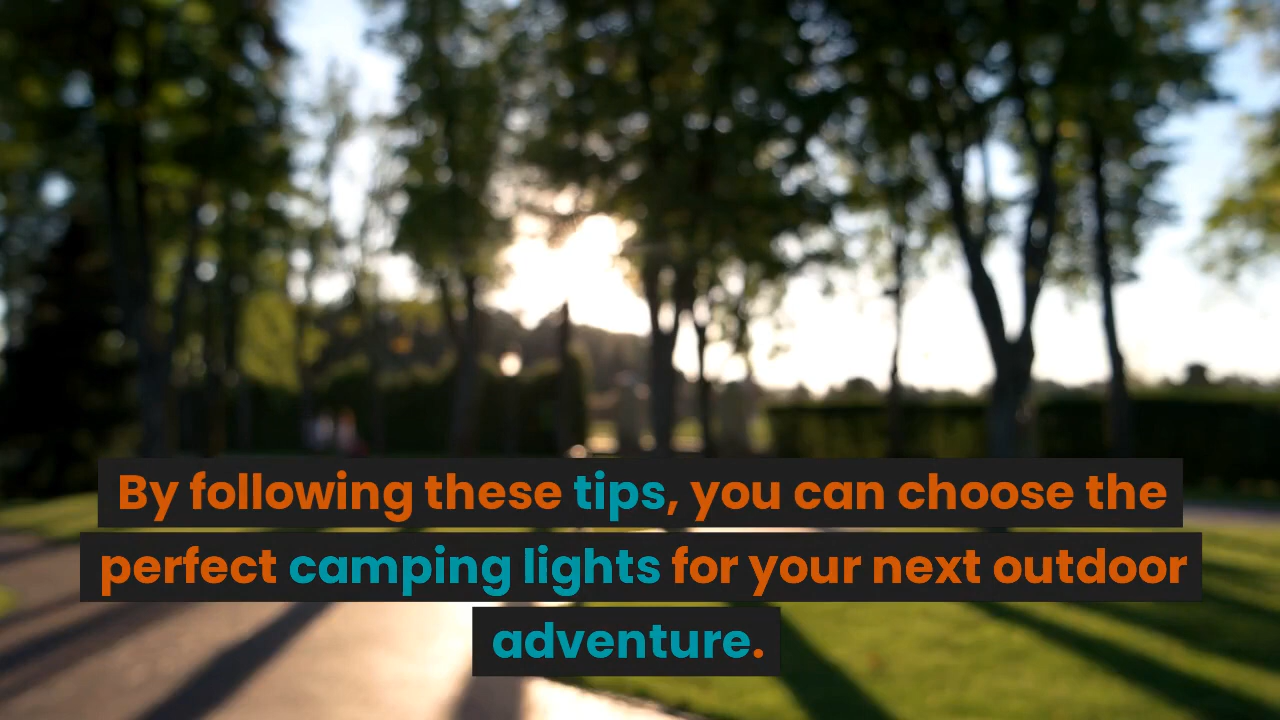 By following these tips, you can choose the
perfect camping lights for your next outdoor
adventure.